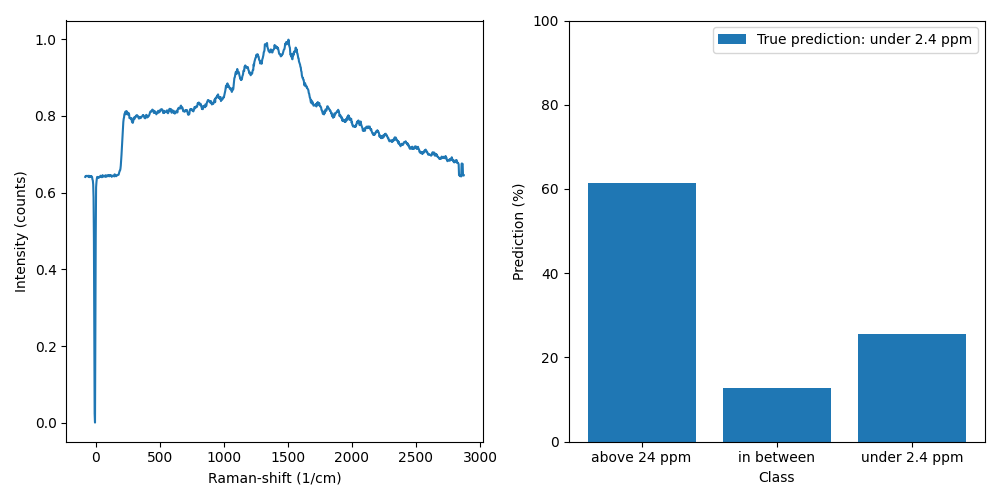 1.0
0.8
0.6
0.4
0.2
0.0
Intensity (counts)
0 500 1000 1500 2000 2500 3000
Raman-shift (1/cm)
100
80
60
40
20
0
Prediction (%)
True prediction: under 2.4 ppm
above 24 ppm in between under 2.4 ppm
Class